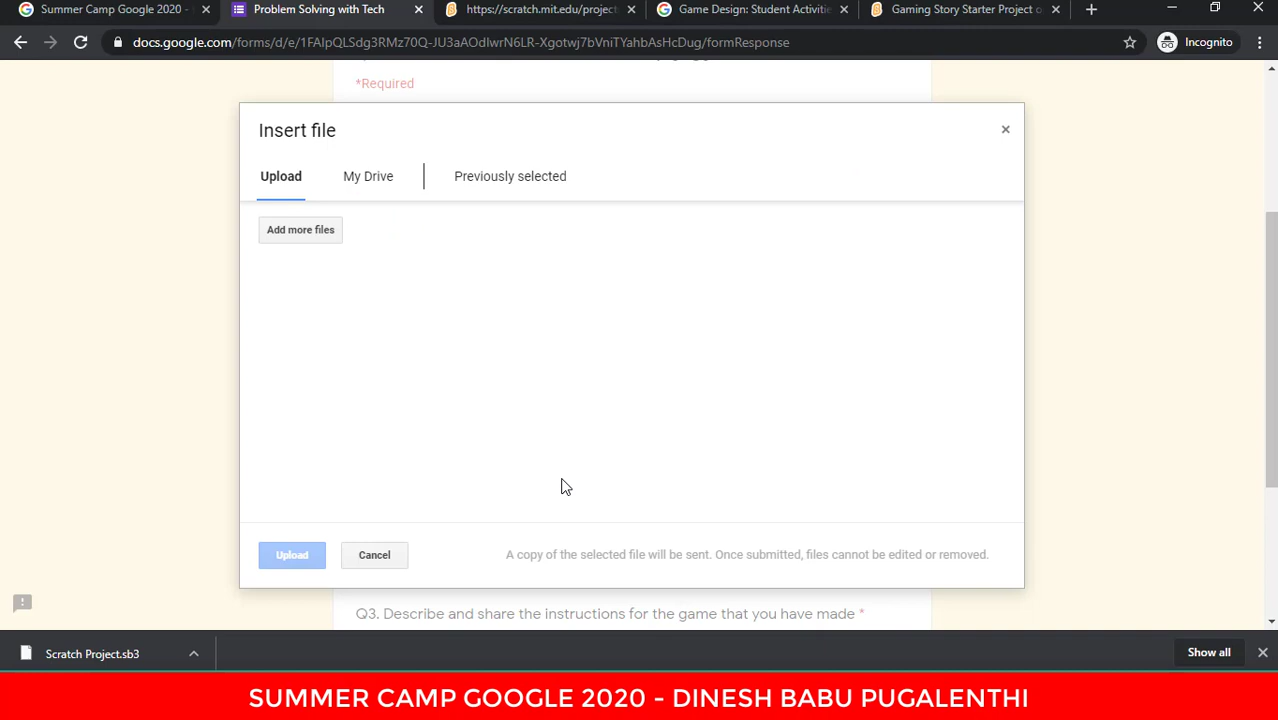 Summer Camp Google 2020 -
Problem Solving with Tech
https://scratch.mit.edu/project
Game Design: Student Activitie
Gaming Story Starter Project o
docs.google.com/forms/d/e/1FAIpQLSdg3RMz70Q-JU3aAOdIwrN6LR-Xgotwj7bVniTYahbAsHcDug/formResponse
Incognito
*Required
Insert file
Upload
My Drive
Previously selected
Add more files
Upload
Cancel
A copy of the selected file will be sent. Once submitted, files cannot be edited or removed.
Q3. Describe and share the instructions for the game that you have made *
Scratch Project.sb3
Show all
SUMMER CAMP GOOGLE 2020 - DINESH BABU PUGALENTHI